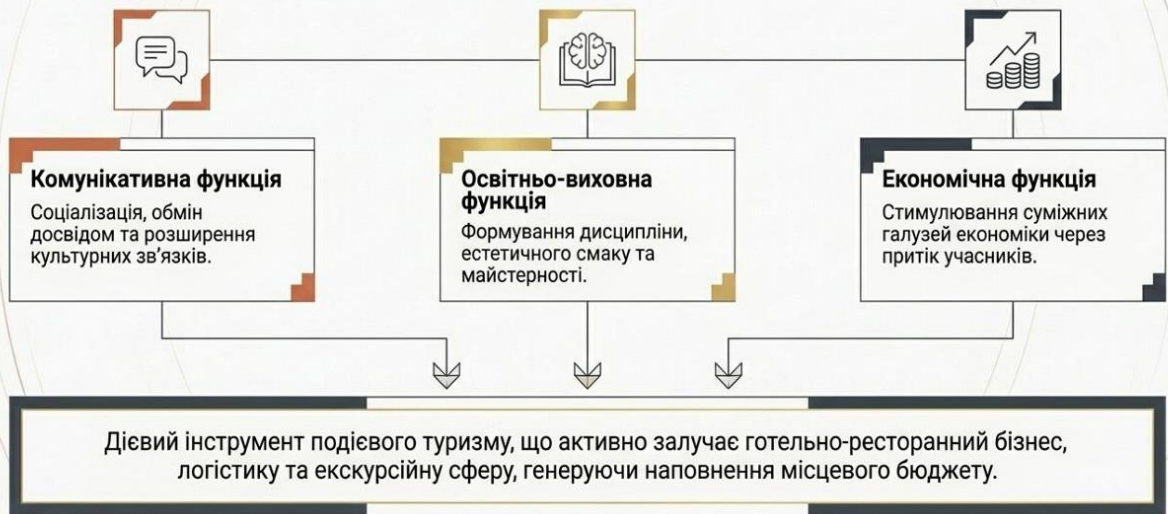 Комунікативна функція
Соціалізація, обмін
досвідом та розширення
культурних зв’язків.
Освітньо-виховна
функція
Формування дисципліни,
естетичного смаку та
майстерності.
Економічна функція
Стимулювання суміжних
галузей економіки через
притік учасників.
Дієвий інструмент подієвого туризму, що активно залучає готельно-ресторанний бізнес,
логістику та екскурсійну сферу, генеруючи наповнення місцевого бюджету.